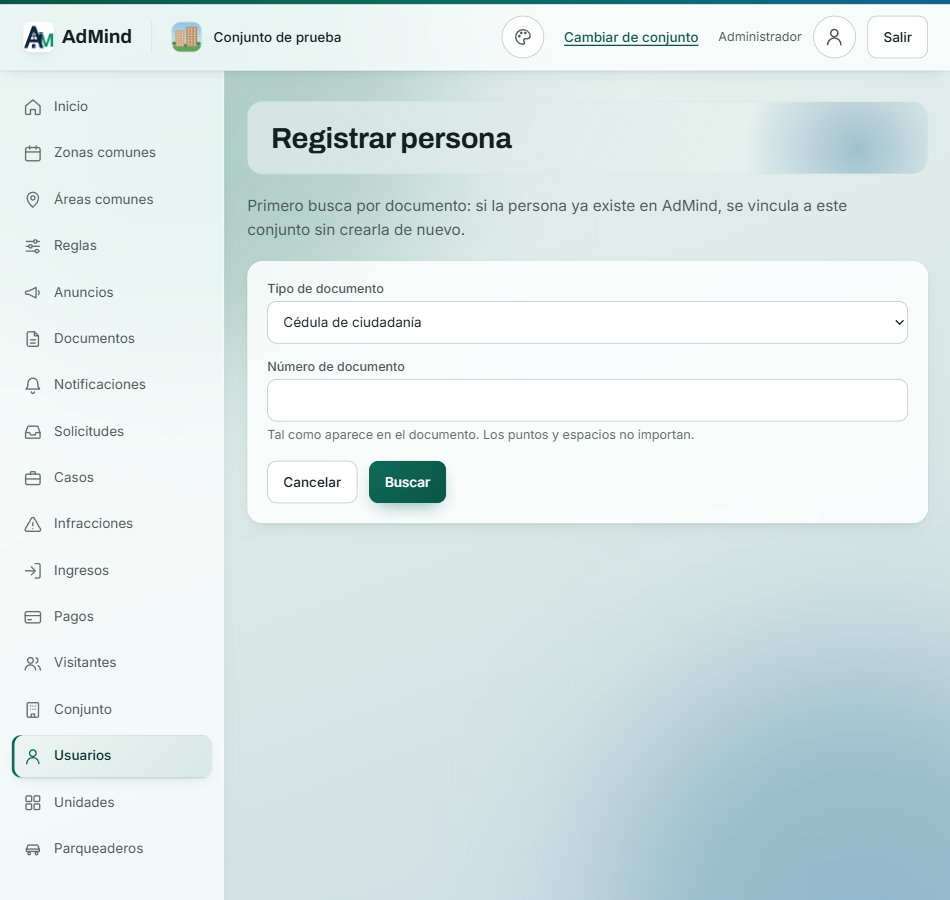 AM AdMind
Conjunto de prueba
Cambiar de conjunto
Administrador
Salir
Inicio
Zonas comunes
Áreas comunes
Reglas
Anuncios
Documentos
Notificaciones
Solicitudes
Casos
Infracciones
Ingresos
Pagos
Visitantes
Conjunto
Usuarios
Unidades
Parqueaderos
Registrar persona
Primero busca por documento: si la persona ya existe en AdMind, se vincula a este
conjunto sin crearla de nuevo.
Tipo de documento
Cédula de ciudadanía
Número de documento
Tal como aparece en el documento. Los puntos y espacios no importan.
Cancelar
Buscar